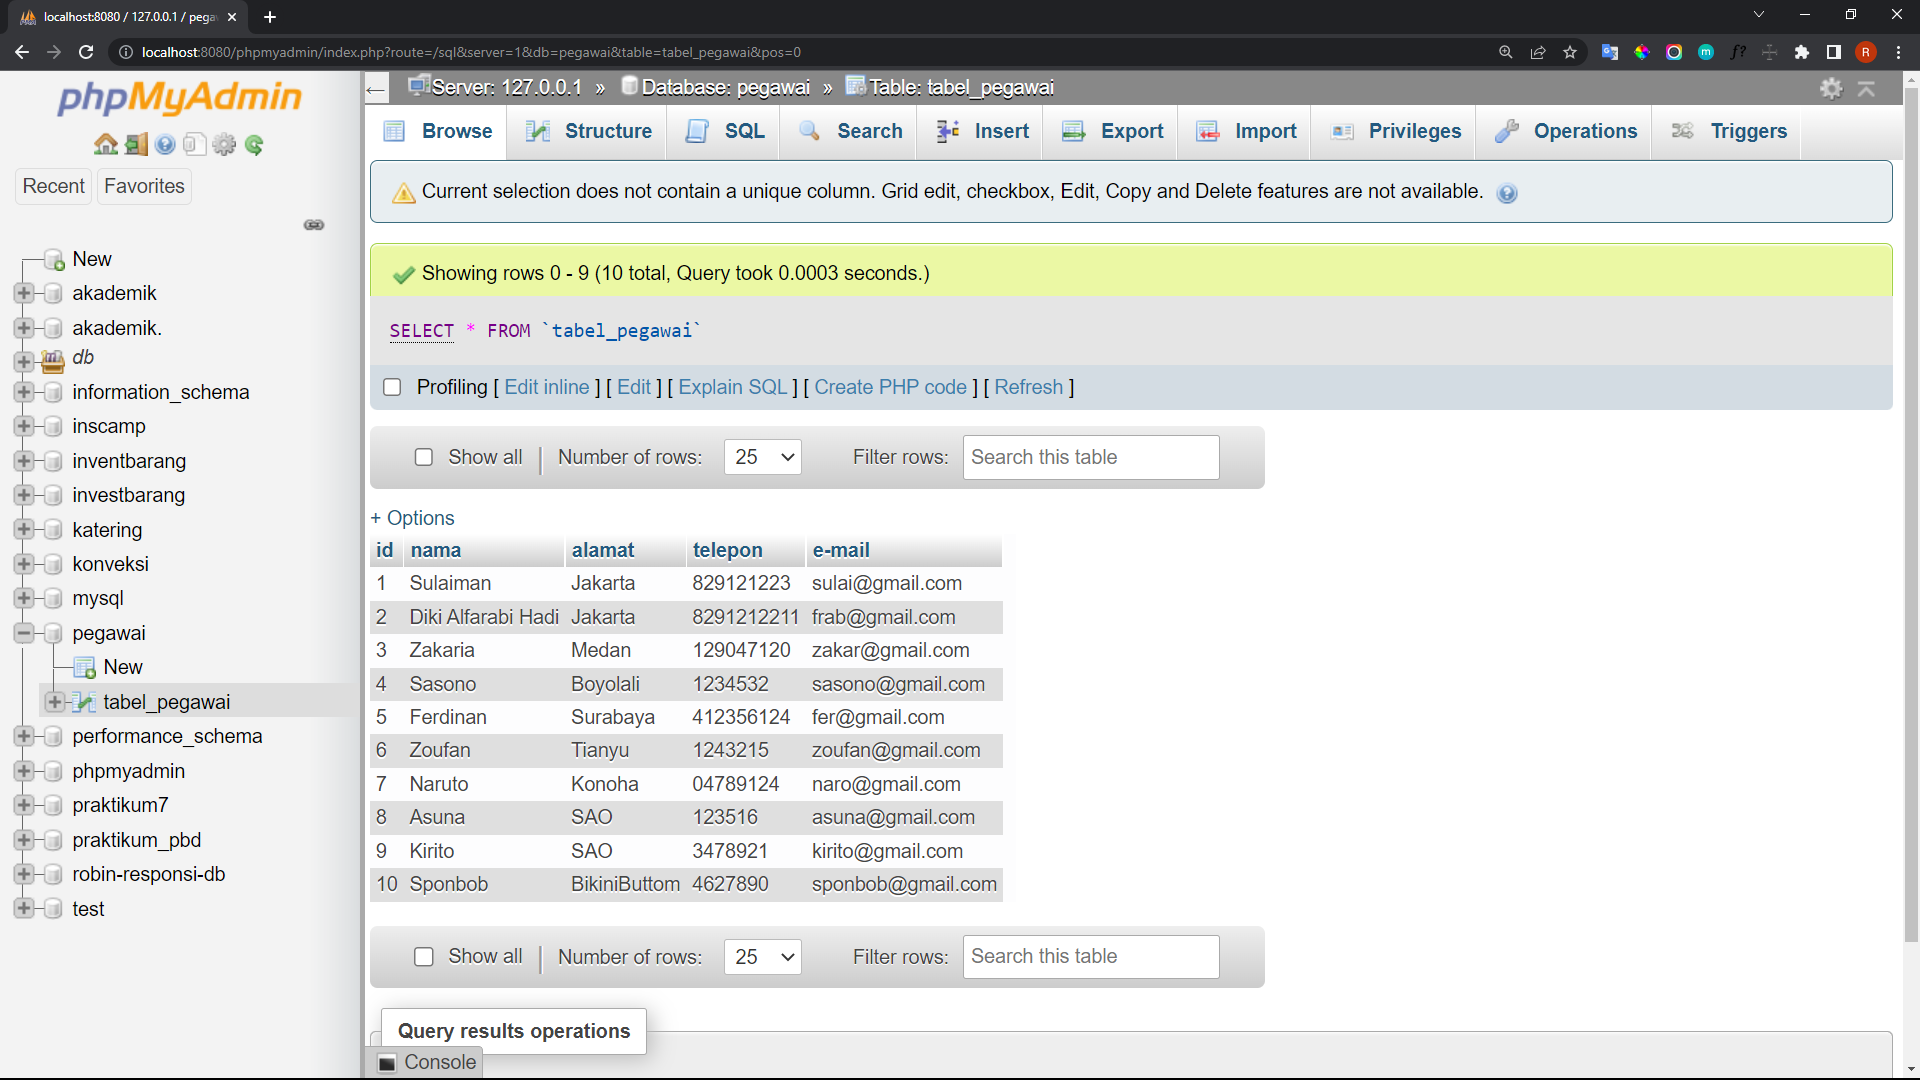 localhost:8080 / 127.0.0.1 / pega
localhost:8080/phpmyadmin/index.php?route=/sql&server=1&db=pegawai&table=tabel_pegawai&pos=0
phpMyAdmin
Recent Favorites
New
akademik
akademik.
db
information_schema
inscamp
inventbarang
investbarang
katering
konveksi
mysql
pegawai
New
tabel_pegawai
performance_schema
phpmyadmin
praktikum7
praktikum_pbd
robin-responsi-db
test
Server: 127.0.0.1 » Database: pegawai » Table: tabel_pegawai
Browse Structure SQL Search Insert Export Import Privileges Operations Triggers
Current selection does not contain a unique column. Grid edit, checkbox, Edit, Copy and Delete features are not available.
Showing rows 0 - 9 (10 total, Query took 0.0003 seconds.)
SELECT * FROM `tabel_pegawai`
Profiling [ Edit inline ] [ Edit ] [ Explain SQL ] [ Create PHP code ] [ Refresh ]
Show all | Number of rows: 25 Filter rows: Search this table
+ Options
id nama alamat telepon e-mail
1 Sulaiman Jakarta 829121223 sulai@gmail.com
2 Diki Alfarabi Hadi Jakarta 8291212211 frab@gmail.com
3 Zakaria Medan 129047120 zakar@gmail.com
4 Sasono Boyolali 1234532 sasono@gmail.com
5 Ferdinan Surabaya 412356124 fer@gmail.com
6 Zoufan Tianyu 1243215 zoufan@gmail.com
7 Naruto Konoha 04789124 naro@gmail.com
8 Asuna SAO 123516 asuna@gmail.com
9 Kirito SAO 3478921 kirito@gmail.com
10 Sponbob BikiniButtom 4627890 sponbob@gmail.com
Show all | Number of rows: 25 Filter rows: Search this table
Query results operations
Console